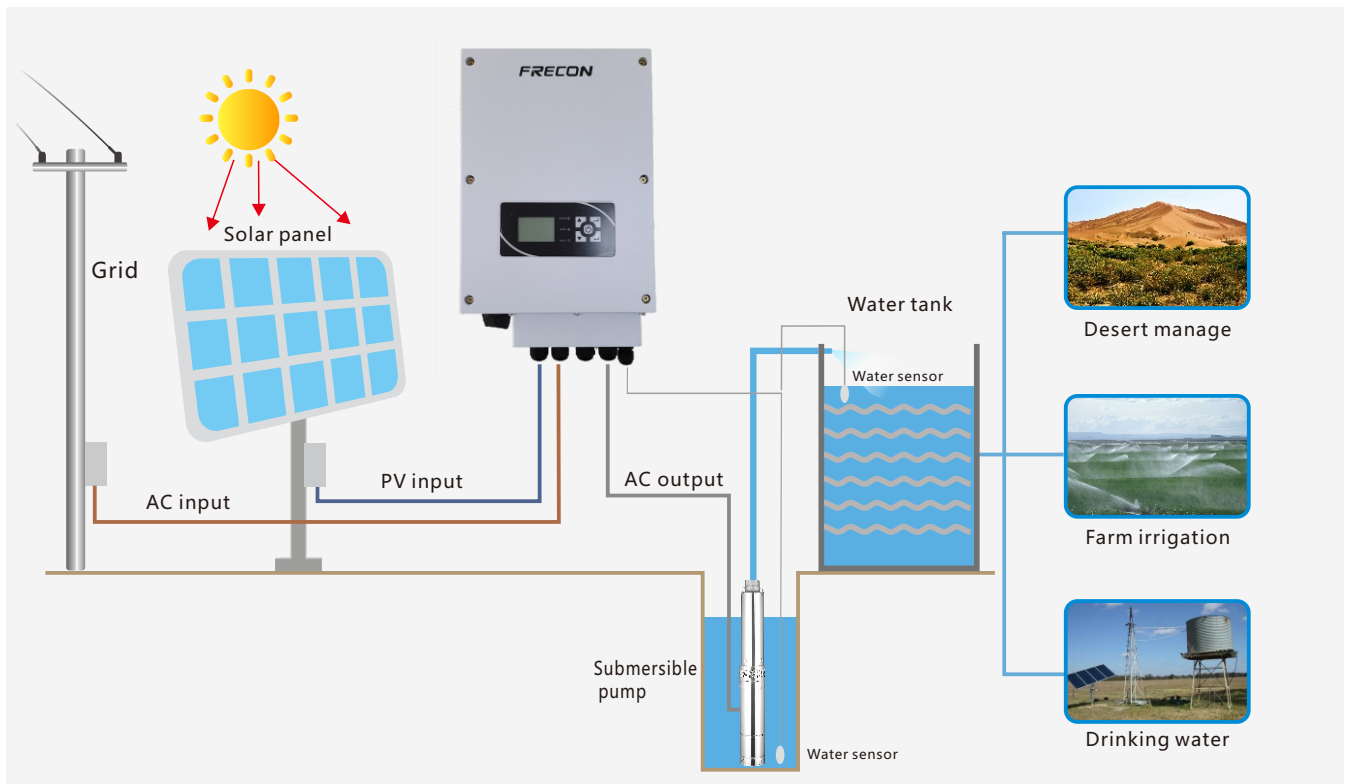 FRECON
Solar panel
Grid
Water tank
Water sensor
Desert manage
PV input
AC output
AC input
Farm irrigation
Submersible
pump
Water sensor
Drinking water